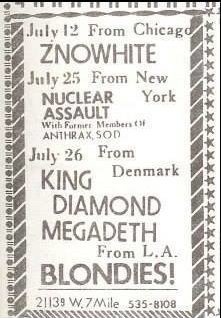 July 12 From Chicago
ZNOWHITE
July 25 From New
NUCLEAR York
ASSAULT
With Former Members Of
ANTHRAX, SOD
July 26 From
Denmark
KING
DIAMOND
MEGADETH
From L.A.
BLONDIES!
21139 W. 7 Mile 535-8108